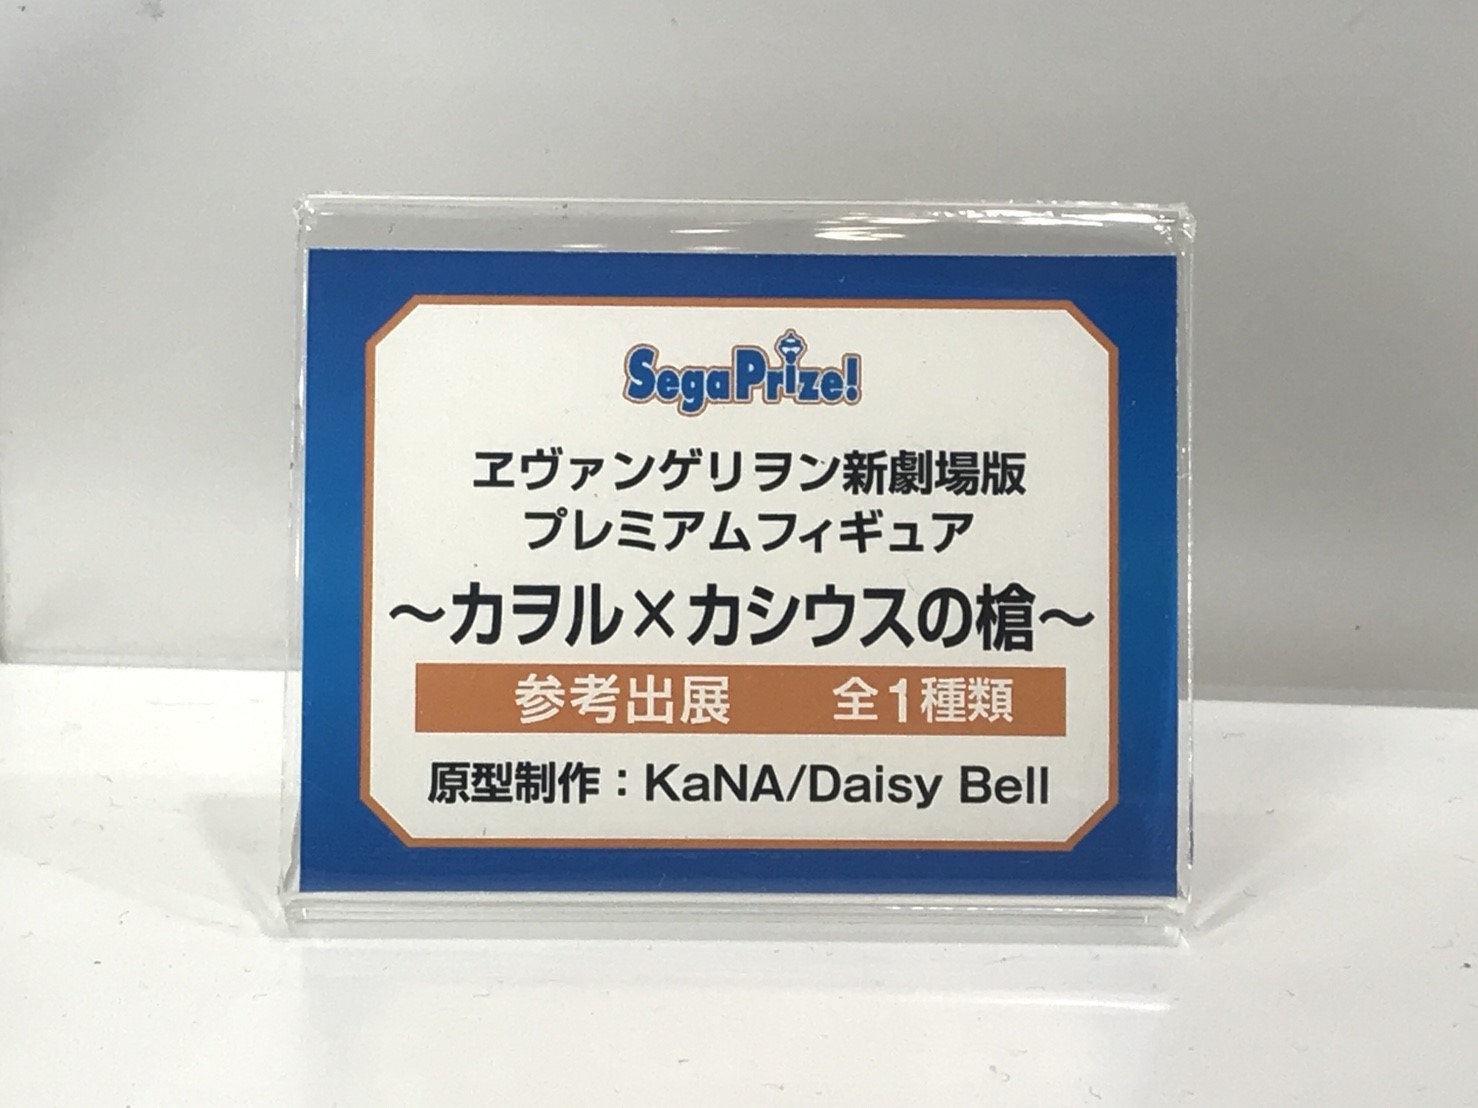 SegaPrize!
ヱヴァンゲリヲン新劇場版
プレミアムフィギュア
～カヲル×カシウスの槍～
参考出展 全1種類
原型制作：KaNA/Daisy Bell